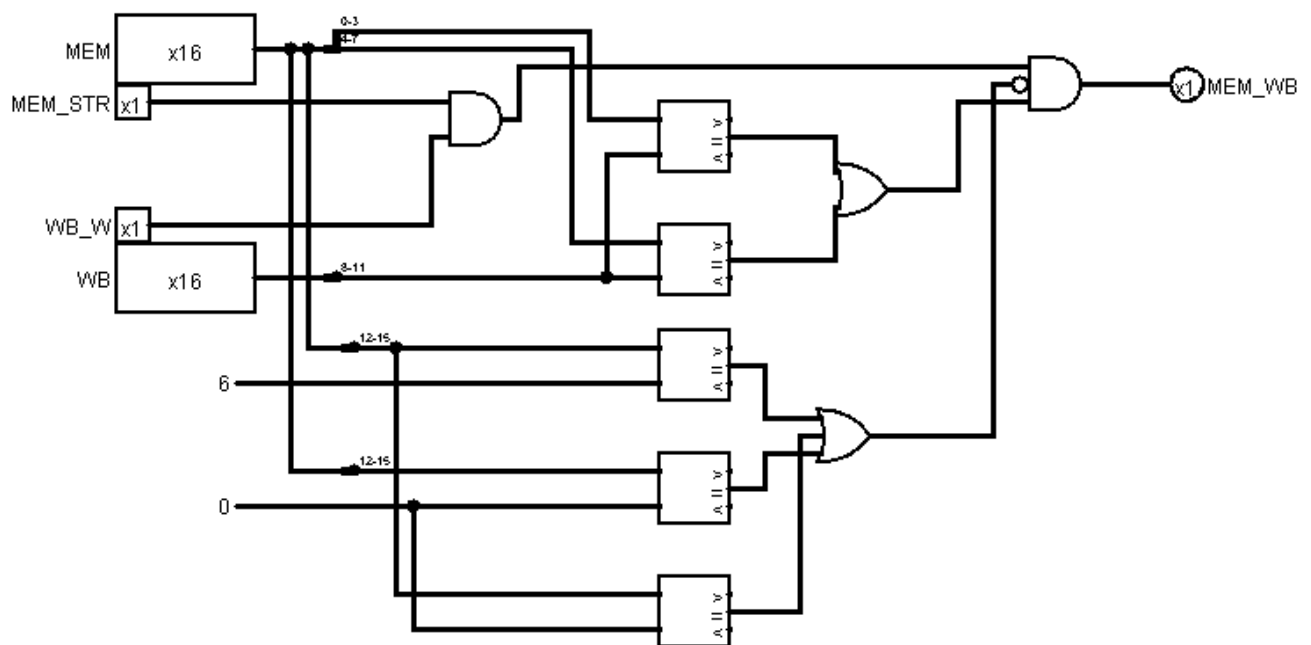 MEM x16
0-3
4-7
MEM_STR x1
x1 MEM_WB
> = <
WB_W x1
WB x16
8-11
> = <
12-15
6
> = <
12-15
0
> = <
> = <